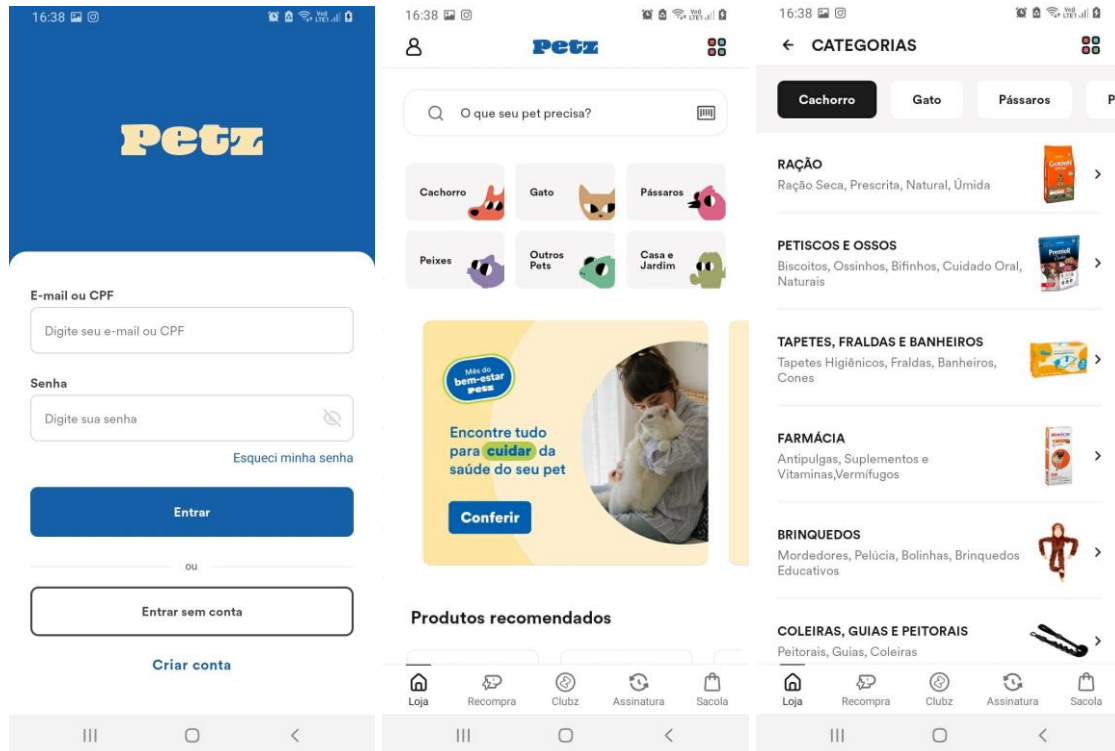 16:38
Petz
E-mail ou CPF
Digite seu e-mail ou CPF
Senha
Digite sua senha
Esqueci minha senha
Entrar
ou
Entrar sem conta
Criar conta
16:38
Petz
O que seu pet precisa?
Cachorro
Gato
Pássaros
Peixes
Outros
Pets
Casa e
Jardim
Mês do
bem-estar
Petz
Encontre tudo
para cuidar da
saúde do seu pet
Conferir
Produtos recomendados
Loja
Recompra
Clubz
Assinatura
Sacola
16:38
CATEGORIAS
Cachorro
Gato
Pássaros
P
RAÇÃO
Ração Seca, Prescrita, Natural, Úmida
PETISCOS E OSSOS
Biscoitos, Ossinhos, Bifinhos, Cuidado Oral,
Naturais
TAPETES, FRALDAS E BANHEIROS
Tapetes Higiênicos, Fraldas, Banheiros,
Cones
FARMÁCIA
Antipulgas, Suplementos e
Vitaminas,Vermífugos
BRINQUEDOS
Mordedores, Pelúcia, Bolinhas, Brinquedos
Educativos
COLEIRAS, GUIAS E PEITORAIS
Peitorais, Guias, Coleiras
Loja
Recompra
Clubz
Assinatura
Sacola